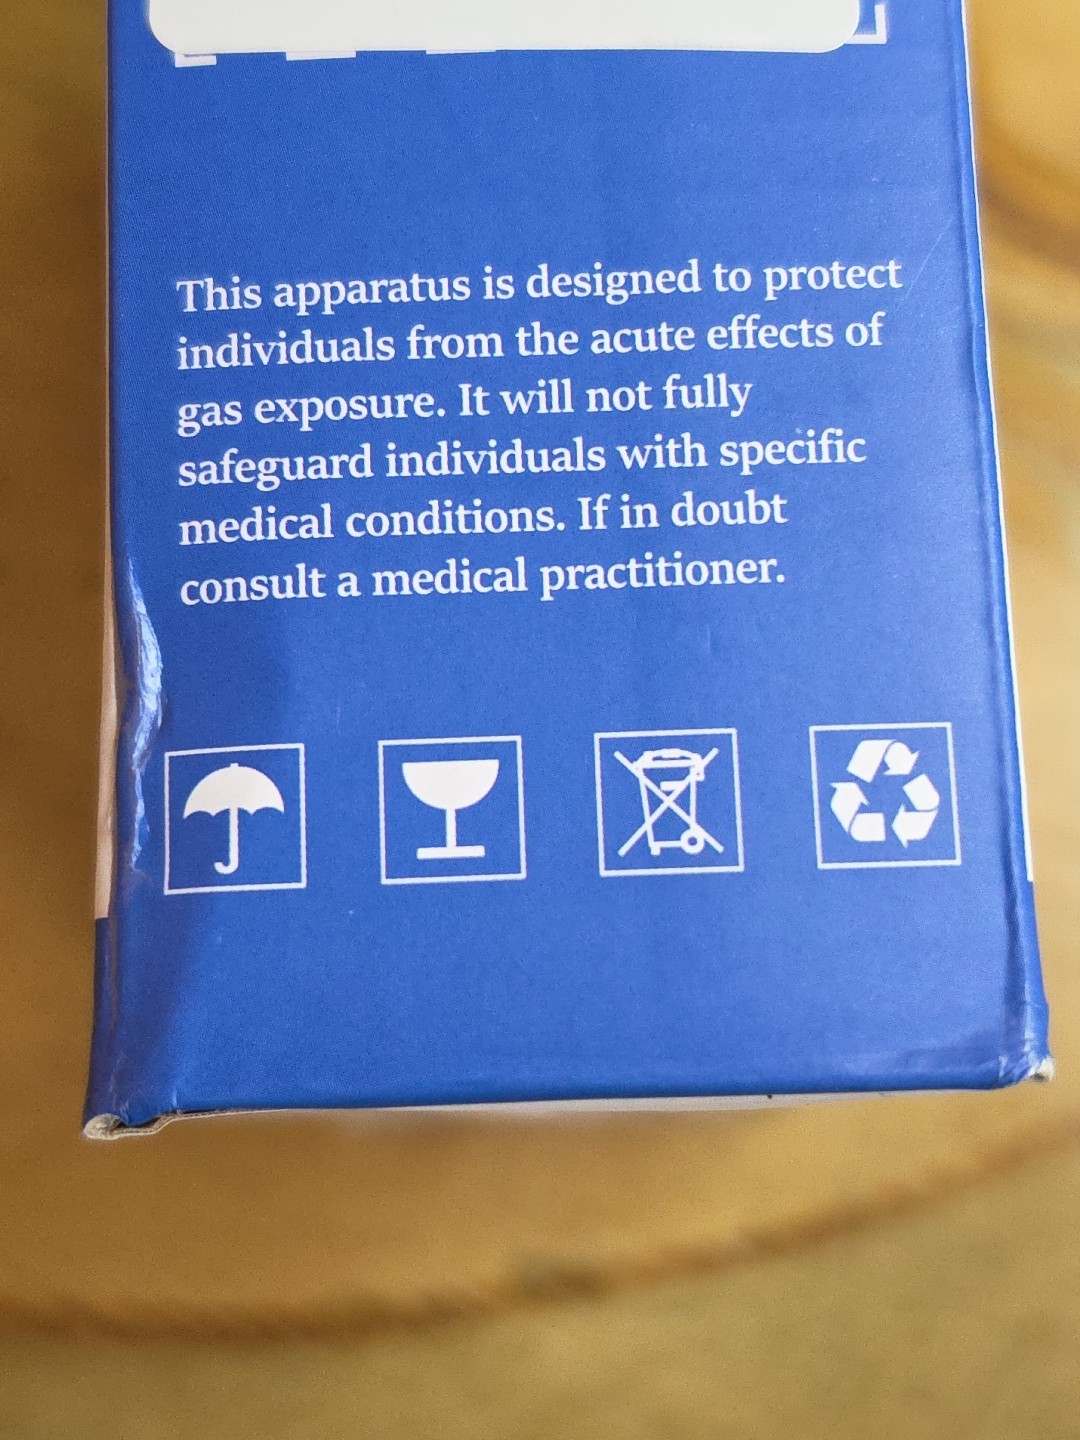 This apparatus is designed to protect
individuals from the acute effects of
gas exposure. It will not fully
safeguard individuals with specific
medical conditions. If in doubt
consult a medical practitioner.